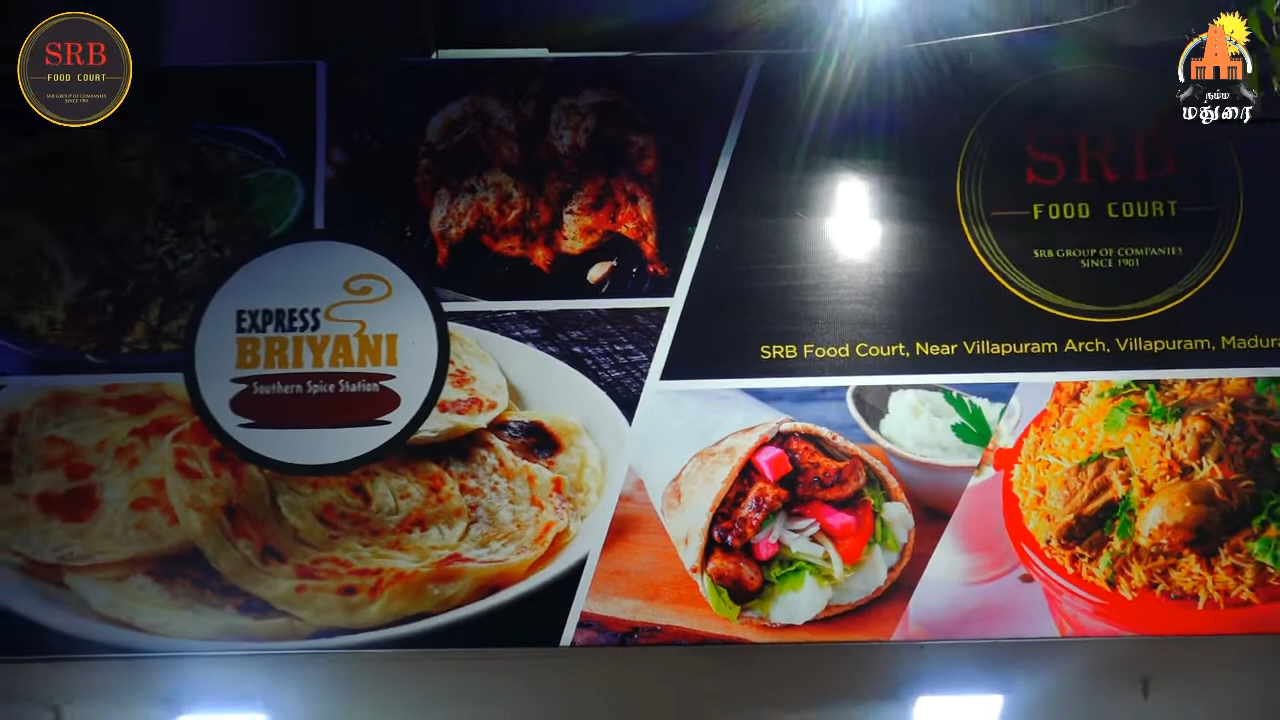 SRB
FOOD COURT
SRB GROUP OF COMPANIES
SINCE 1901
நம்ம
மதுரை
SRB
FOOD COURT
SRB GROUP OF COMPANIES
SINCE 1901
SRB Food Court, Near Villapuram Arch, Villapuram, Madura
EXPRESS
BRIYANI
Southern Spice Station